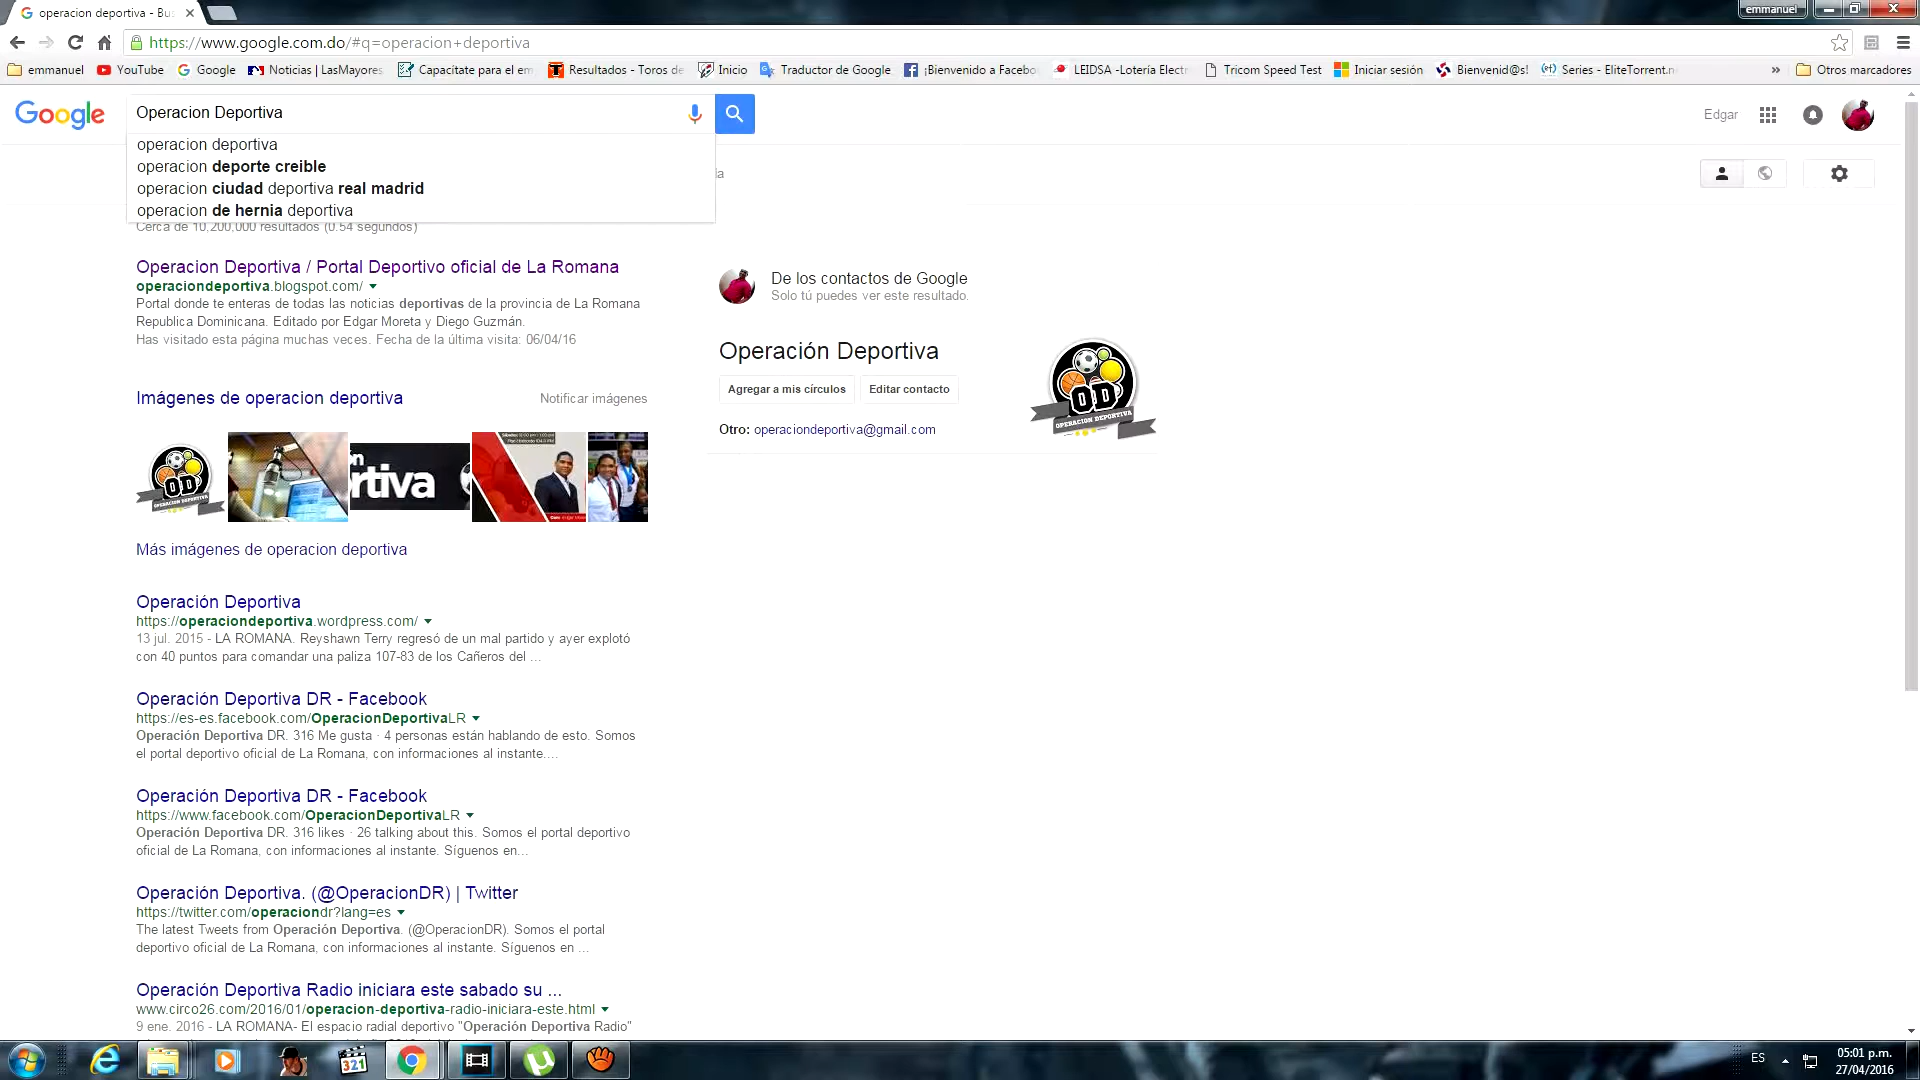 operacion deportiva - Bus
emmanuel
https://www.google.com.do/#q=operacion+deportiva
emmanuel
YouTube
Google
Noticias | LasMayores
Capacítate para el em
Resultados - Toros de
Inicio
Traductor de Google
¡Bienvenido a Facebo
LEIDSA -Lotería Electr
Tricom Speed Test
Iniciar sesión
Bienvenid@s!
Series - EliteTorrent.n
»
Otros marcadores
Google
Operacion Deportiva
Edgar
operacion deportiva
operacion deporte creible
operacion ciudad deportiva real madrid
operacion de hernia deportiva
ia
Cerca de 10,200,000 resultados (0.54 segundos)
Operacion Deportiva / Portal Deportivo oficial de La Romana
operaciondeportiva.blogspot.com/
Portal donde te enteras de todas las noticias deportivas de la provincia de La Romana
Republica Dominicana. Editado por Edgar Moreta y Diego Guzmán.
Has visitado esta página muchas veces. Fecha de la última visita: 06/04/16
Imágenes de operacion deportiva
Notificar imágenes
OD
OPERACION DEPORTIVA
rtiva
Más imágenes de operacion deportiva
Operación Deportiva
https://operaciondeportiva.wordpress.com/
13 jul. 2015 - LA ROMANA. Reyshawn Terry regresó de un mal partido y ayer explotó
con 40 puntos para comandar una paliza 107-83 de los Cañeros del ...
Operación Deportiva DR - Facebook
https://es-es.facebook.com/OperacionDeportivaLR
Operación Deportiva DR. 316 Me gusta · 4 personas están hablando de esto. Somos
el portal deportivo oficial de La Romana, con informaciones al instante....
Operación Deportiva DR - Facebook
https://www.facebook.com/OperacionDeportivaLR
Operación Deportiva DR. 316 likes · 26 talking about this. Somos el portal deportivo
oficial de La Romana, con informaciones al instante. Síguenos en...
Operación Deportiva. (@OperacionDR) | Twitter
https://twitter.com/operaciondr?lang=es
The latest Tweets from Operación Deportiva. (@OperacionDR). Somos el portal
deportivo oficial de La Romana, con informaciones al instante. Síguenos en ...
Operación Deportiva Radio iniciara este sabado su ...
www.circo26.com/2016/01/operacion-deportiva-radio-iniciara-este.html
9 ene. 2016 - LA ROMANA- El espacio radial deportivo "Operación Deportiva Radio"
De los contactos de Google
Solo tú puedes ver este resultado.
Operación Deportiva
Agregar a mis círculos
Editar contacto
Otro: operaciondeportiva@gmail.com
OD
OPERACION DEPORTIVA
321
ES
05:01 p.m.
27/04/2016